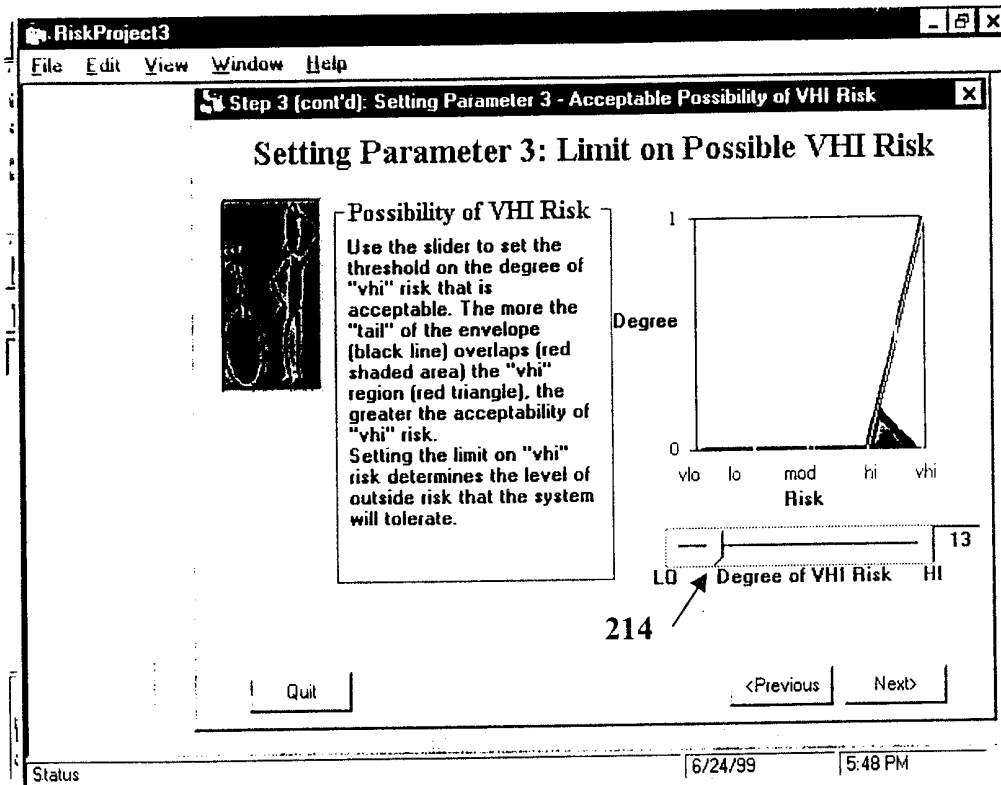 RiskProject3
File Edit View Window Help
Step 3 (cont'd): Setting Parameter 3 - Acceptable Possibility of VHI Risk
Setting Parameter 3: Limit on Possible VHI Risk
Possibility of VHI Risk
Use the slider to set the
threshold on the degree of
"vhi" risk that is
acceptable. The more the
"tail" of the envelope
(black line) overlaps (red
shaded area) the "vhi"
region (red triangle), the
greater the acceptability of
"vhi" risk.
Setting the limit on "vhi"
risk determines the level of
outside risk that the system
will tolerate.
1
Degree
0
vlo lo mod hi vhi
Risk
13
LO Degree of VHI Risk HI
214
Quit
<Previous Next>
Status 6/24/99 5:48 PM